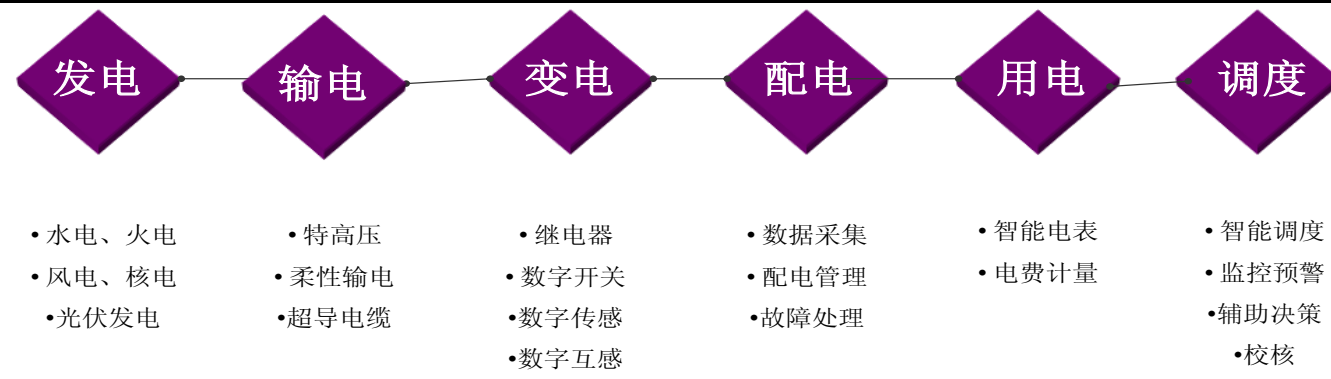 发电
输电
变电
配电
用电
调度
• 水电、火电
• 风电、核电
•光伏发电
• 特高压
• 柔性输电
•超导电缆
• 继电器
• 数字开关
•数字传感
•数字互感
• 数据采集
• 配电管理
•故障处理
• 智能电表
• 电费计量
• 智能调度
• 监控预警
•辅助决策
•校核